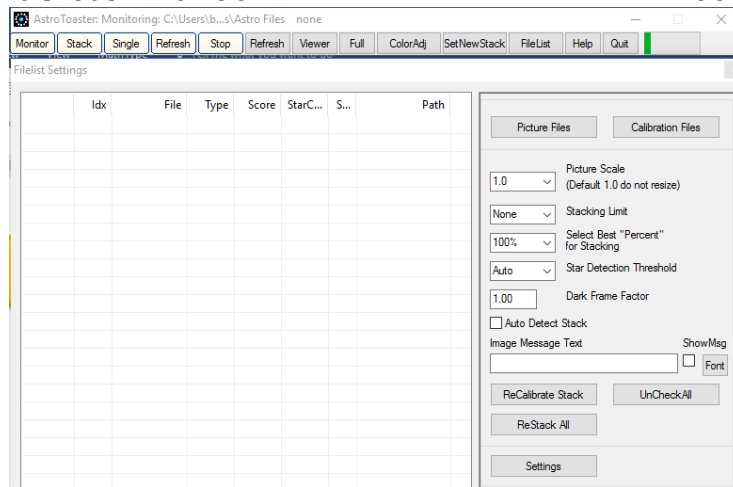 AstroToaster: Monitoring: C:\Users\b...s\Astro Files none
Monitor Stack Single Refresh Stop Refresh Viewer Full ColorAdj SetNewStack FileList Help Quit
Filelist Settings
Idx File Type Score StarC... S... Path
Picture Files Calibration Files
1.0 Picture Scale
(Default 1.0 do not resize)
None Stacking Limit
100% Select Best "Percent"
for Stacking
Auto Star Detection Threshold
1.00 Dark Frame Factor
Auto Detect Stack
Image Message Text ShowMsg
Font
ReCalibrate Stack UnCheckAll
ReStack All
Settings